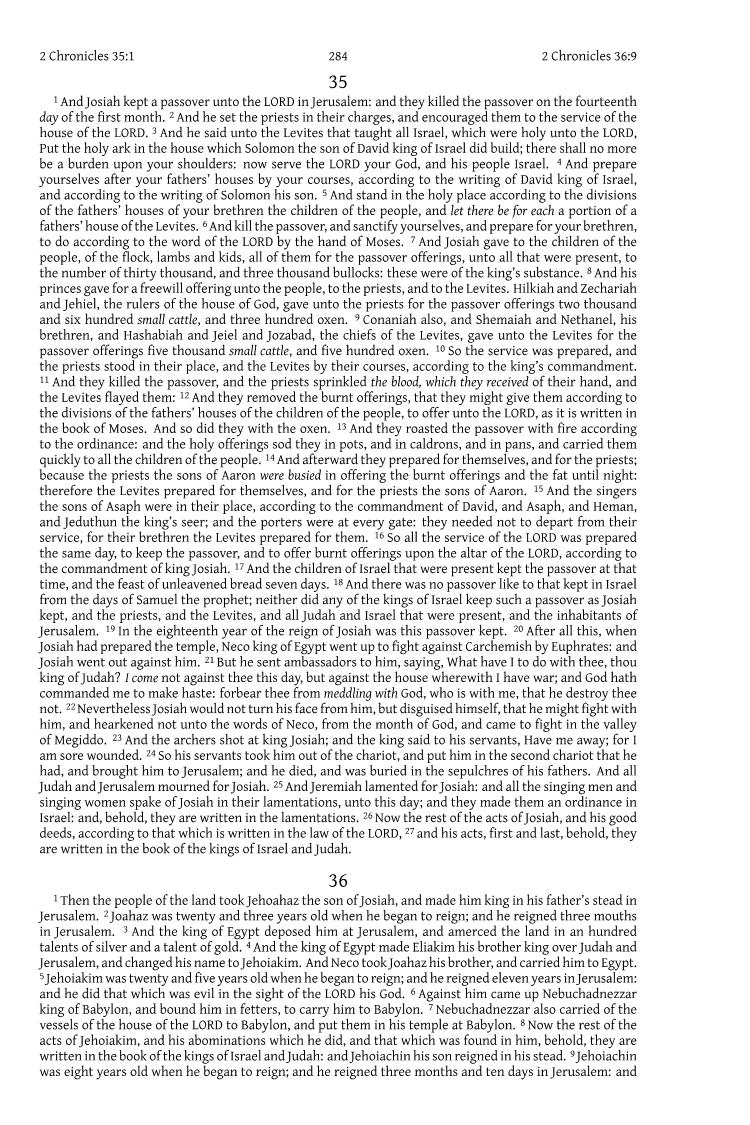 2 Chronicles 35:1 284 2 Chronicles 36:9
35
1 And Josiah kept a passover unto the LORD in Jerusalem: and they killed the passover on the fourteenth
day of the first month. 2 And he set the priests in their charges, and encouraged them to the service of the
house of the LORD. 3 And he said unto the Levites that taught all Israel, which were holy unto the LORD,
Put the holy ark in the house which Solomon the son of David king of Israel did build; there shall no more
be a burden upon your shoulders: now serve the LORD your God, and his people Israel. 4 And prepare
yourselves after your fathers’ houses by your courses, according to the writing of David king of Israel,
and according to the writing of Solomon his son. 5 And stand in the holy place according to the divisions
of the fathers’ houses of your brethren the children of the people, and let there be for each a portion of a
fathers’ house of the Levites. 6 And kill the passover, and sanctify yourselves, and prepare for your brethren,
to do according to the word of the LORD by the hand of Moses. 7 And Josiah gave to the children of the
people, of the flock, lambs and kids, all of them for the passover offerings, unto all that were present, to
the number of thirty thousand, and three thousand bullocks: these were of the king’s substance. 8 And his
princes gave for a freewill offering unto the people, to the priests, and to the Levites. Hilkiah and Zechariah
and Jehiel, the rulers of the house of God, gave unto the priests for the passover offerings two thousand
and six hundred small cattle, and three hundred oxen. 9 Conaniah also, and Shemaiah and Nethanel, his
brethren, and Hashabiah and Jeiel and Jozabad, the chiefs of the Levites, gave unto the Levites for the
passover offerings five thousand small cattle, and five hundred oxen. 10 So the service was prepared, and
the priests stood in their place, and the Levites by their courses, according to the king’s commandment.
11 And they killed the passover, and the priests sprinkled the blood, which they received of their hand, and
the Levites flayed them: 12 And they removed the burnt offerings, that they might give them according to
the divisions of the fathers’ houses of the children of the people, to offer unto the LORD, as it is written in
the book of Moses. And so did they with the oxen. 13 And they roasted the passover with fire according
to the ordinance: and the holy offerings sod they in pots, and in caldrons, and in pans, and carried them
quickly to all the children of the people. 14 And afterward they prepared for themselves, and for the priests;
because the priests the sons of Aaron were busied in offering the burnt offerings and the fat until night:
therefore the Levites prepared for themselves, and for the priests the sons of Aaron. 15 And the singers
the sons of Asaph were in their place, according to the commandment of David, and Asaph, and Heman,
and Jeduthun the king’s seer; and the porters were at every gate: they needed not to depart from their
service, for their brethren the Levites prepared for them. 16 So all the service of the LORD was prepared
the same day, to keep the passover, and to offer burnt offerings upon the altar of the LORD, according to
the commandment of king Josiah. 17 And the children of Israel that were present kept the passover at that
time, and the feast of unleavened bread seven days. 18 And there was no passover like to that kept in Israel
from the days of Samuel the prophet; neither did any of the kings of Israel keep such a passover as Josiah
kept, and the priests, and the Levites, and all Judah and Israel that were present, and the inhabitants of
Jerusalem. 19 In the eighteenth year of the reign of Josiah was this passover kept. 20 After all this, when
Josiah had prepared the temple, Neco king of Egypt went up to fight against Carchemish by Euphrates: and
Josiah went out against him. 21 But he sent ambassadors to him, saying, What have I to do with thee, thou
king of Judah? I come not against thee this day, but against the house wherewith I have war; and God hath
commanded me to make haste: forbear thee from meddling with God, who is with me, that he destroy thee
not. 22 Nevertheless Josiah would not turn his face from him, but disguised himself, that he might fight with
him, and hearkened not unto the words of Neco, from the month of God, and came to fight in the valley
of Megiddo. 23 And the archers shot at king Josiah; and the king said to his servants, Have me away; for I
am sore wounded. 24 So his servants took him out of the chariot, and put him in the second chariot that he
had, and brought him to Jerusalem; and he died, and was buried in the sepulchres of his fathers. And all
Judah and Jerusalem mourned for Josiah. 25 And Jeremiah lamented for Josiah: and all the singing men and
singing women spake of Josiah in their lamentations, unto this day; and they made them an ordinance in
Israel: and, behold, they are written in the lamentations. 26 Now the rest of the acts of Josiah, and his good
deeds, according to that which is written in the law of the LORD, 27 and his acts, first and last, behold, they
are written in the book of the kings of Israel and Judah.
36
1 Then the people of the land took Jehoahaz the son of Josiah, and made him king in his father’s stead in
Jerusalem. 2 Joahaz was twenty and three years old when he began to reign; and he reigned three mouths
in Jerusalem. 3 And the king of Egypt deposed him at Jerusalem, and amerced the land in an hundred
talents of silver and a talent of gold. 4 And the king of Egypt made Eliakim his brother king over Judah and
Jerusalem, and changed his name to Jehoiakim. And Neco took Joahaz his brother, and carried him to Egypt.
5 Jehoiakim was twenty and five years old when he began to reign; and he reigned eleven years in Jerusalem:
and he did that which was evil in the sight of the LORD his God. 6 Against him came up Nebuchadnezzar
king of Babylon, and bound him in fetters, to carry him to Babylon. 7 Nebuchadnezzar also carried of the
vessels of the house of the LORD to Babylon, and put them in his temple at Babylon. 8 Now the rest of the
acts of Jehoiakim, and his abominations which he did, and that which was found in him, behold, they are
written in the book of the kings of Israel and Judah: and Jehoiachin his son reigned in his stead. 9 Jehoiachin
was eight years old when he began to reign; and he reigned three months and ten days in Jerusalem: and